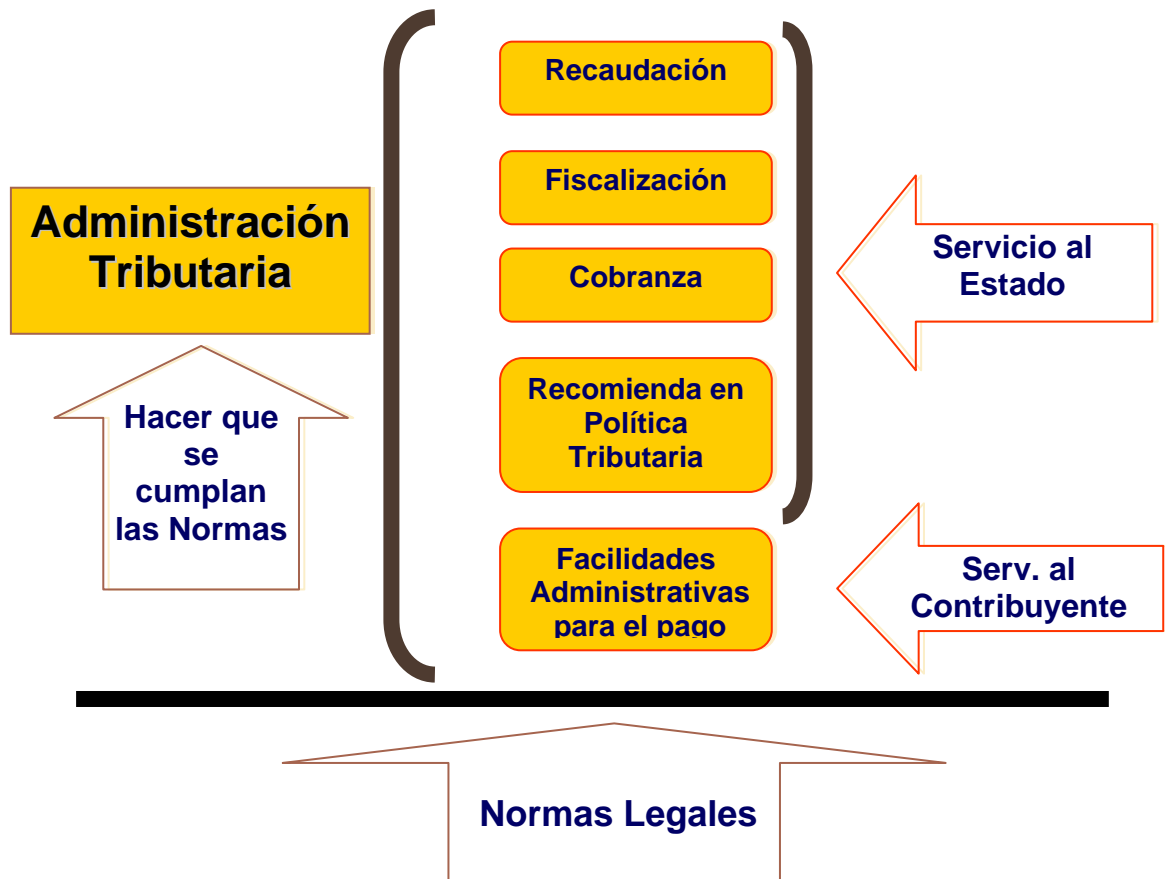 Administración
Tributaria
Hacer que
se
cumplan
las Normas
Recaudación
Fiscalización
Cobranza
Recomienda en
Política
Tributaria
Facilidades
Administrativas
para el pago
Servicio al
Estado
Serv. al
Contribuyente
Normas Legales